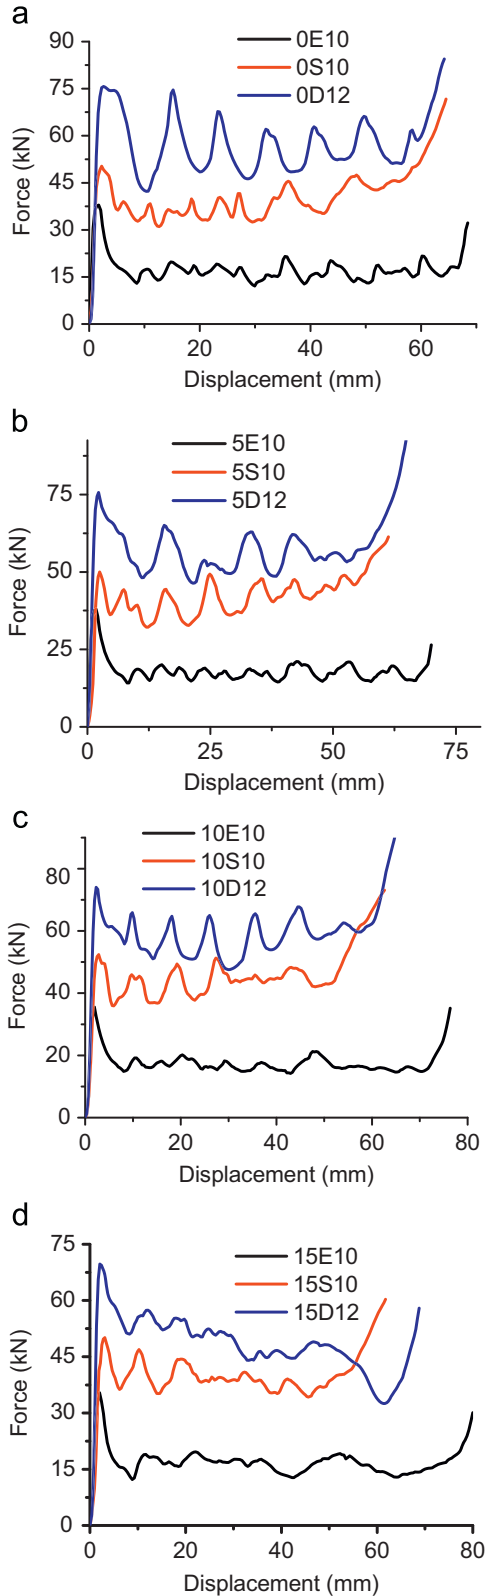 a
0E10
0S10
0D12
90
75
60
45
30
15
0
Force (kN)
0 20 40 60
Displacement (mm)
b
5E10
5S10
5D12
75
50
25
0
Force (kN)
0 25 50 75
Displacement (mm)
c
10E10
10S10
10D12
80
60
40
20
0
Force (kN)
0 20 40 60 80
Displacement (mm)
d
15E10
15S10
15D12
75
60
45
30
15
0
Force (kN)
0 20 40 60 80
Displacement (mm)